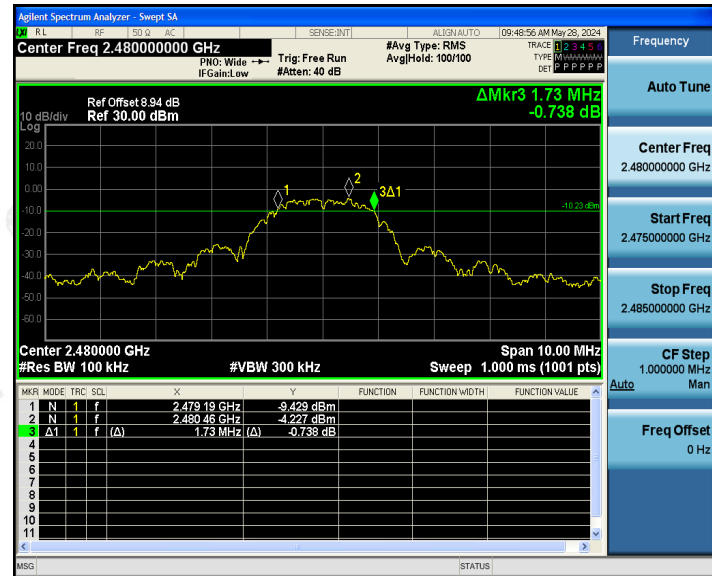 Agilent Spectrum Analyzer - Swept SA
RL RF 50 Ω AC SENSE:INT ALIGNAUTO 09:48:56 AM May 28, 2024
Center Freq 2.480000000 GHz
PNO: Wide
IFGain:Low
Trig: Free Run
#Atten: 40 dB
#Avg Type: RMS
Avg|Hold: 100/100
TRACE 1 2 3 4 5 6
TYPE M
DET P P P P P P
ΔMkr3 1.73 MHz
-0.738 dB
Ref Offset 8.94 dB
10 dB/div Ref 30.00 dBm
Log
20.0
10.0
0.00
-10.0
-20.0
-30.0
-40.0
-50.0
-60.0
1
2
3Δ1
-10.23 dBm
Center 2.480000 GHz Span 10.00 MHz
#Res BW 100 kHz #VBW 300 kHz Sweep 1.000 ms (1001 pts)
MKR MODE TRC SCL X Y FUNCTION FUNCTION WIDTH FUNCTION VALUE
1 N 1 f 2.479 19 GHz -9.429 dBm
2 N 1 f 2.480 46 GHz -4.227 dBm
3 Δ1 1 f (Δ) 1.73 MHz (Δ) -0.738 dB
4
5
6
7
8
9
10
11
MSG STATUS
Frequency
Auto Tune
Center Freq
2.480000000 GHz
Start Freq
2.475000000 GHz
Stop Freq
2.485000000 GHz
CF Step
1.000000 MHz
Auto Man
Freq Offset
0 Hz